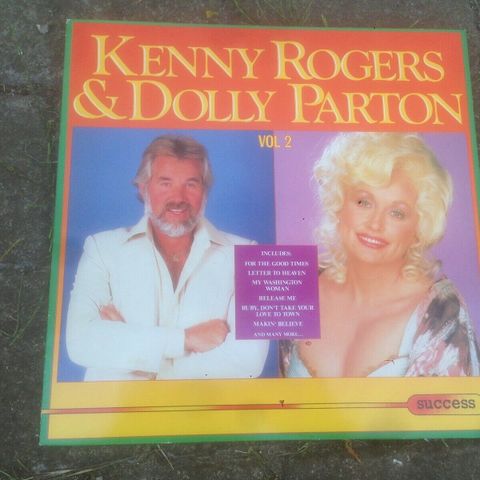 KENNY ROGERS
& DOLLY PARTON
VOL 2
INCLUDES:
FOR THE GOOD TIMES
LETTER TO HEAVEN
MY WASHINGTON
WOMAN
RELEASE ME
RUBY, DON'T TAKE YOUR
LOVE TO TOWN
MAKIN' BELIEVE
AND MANY MORE....
success